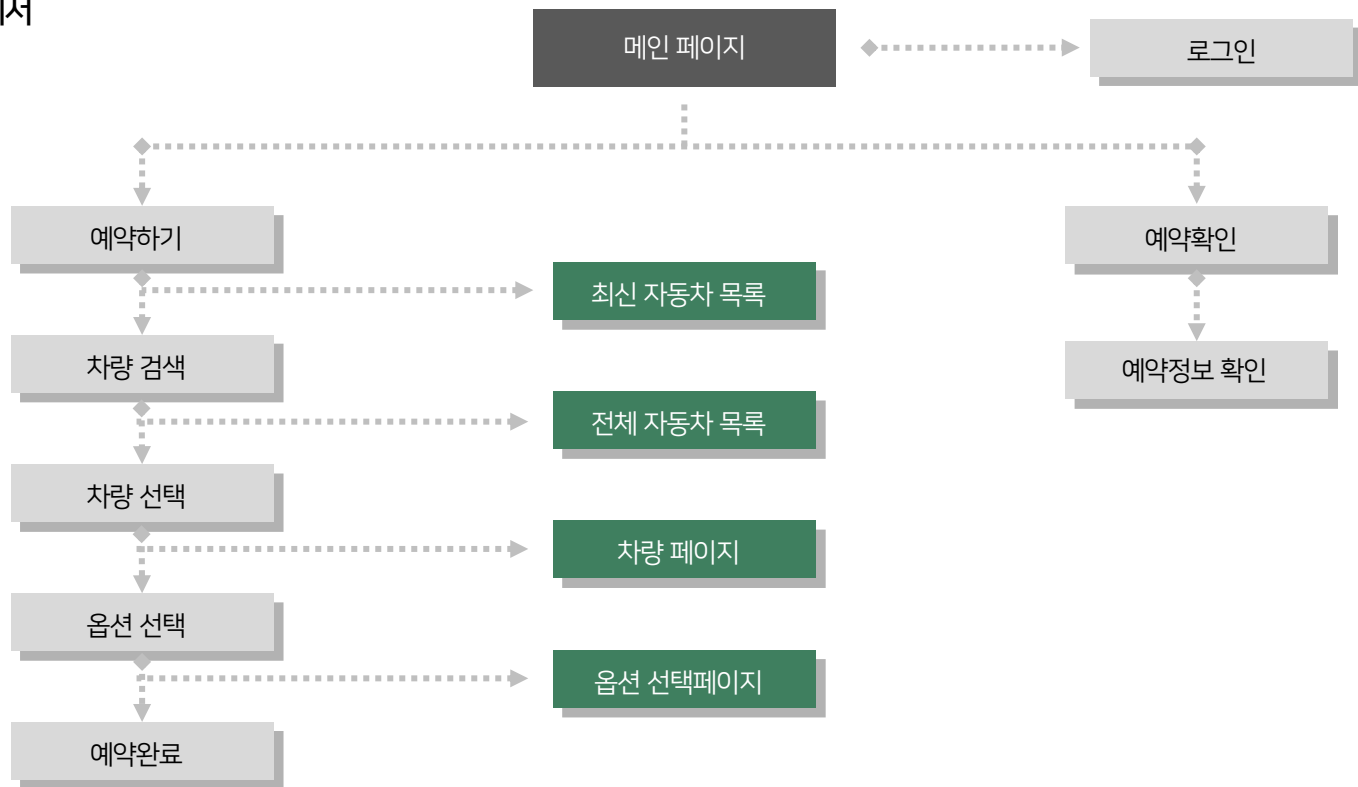 메인 페이지
로그인
예약하기
예약확인
최신 자동차 목록
차량 검색
예약정보 확인
전체 자동차 목록
차량 선택
차량 페이지
옵션 선택
옵션 선택페이지
예약완료